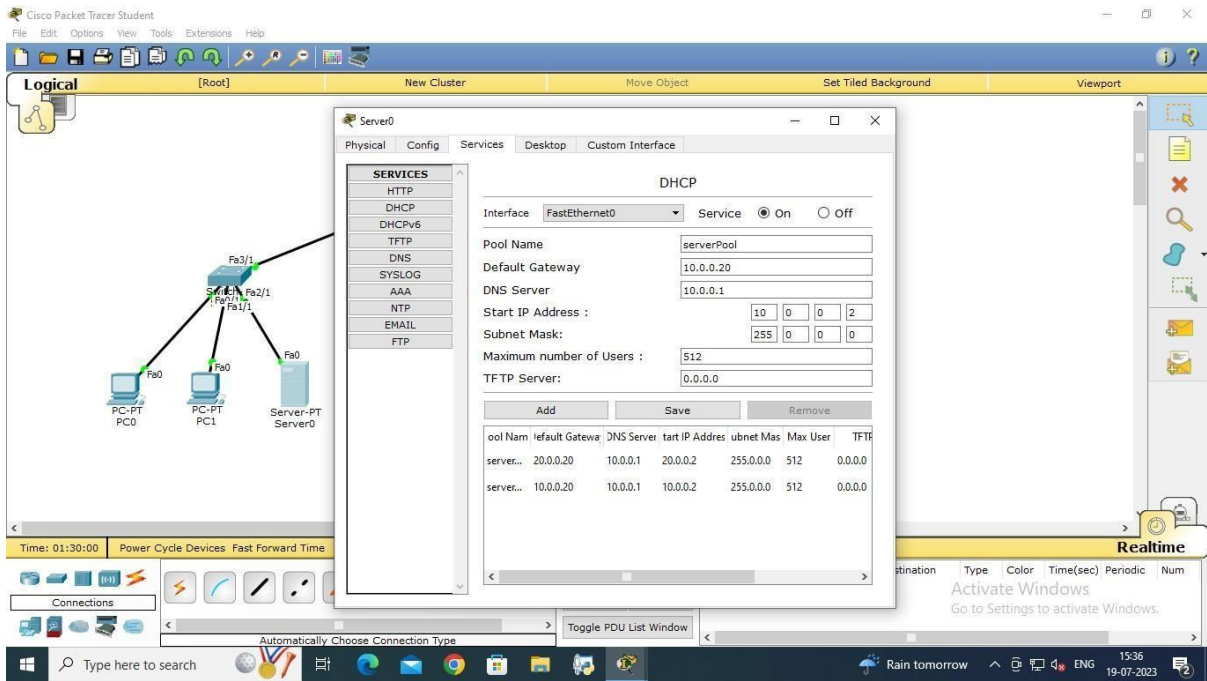 Cisco Packet Tracer Student
File Edit Options View Tools Extensions Help
Logical [Root] New Cluster Move Object Set Tiled Background Viewport
Server0
Physical Config Services Desktop Custom Interface
SERVICES
HTTP
DHCP
DHCPv6
TFTP
DNS
SYSLOG
AAA
NTP
EMAIL
FTP
DHCP
Interface FastEthernet0 Service On Off
Pool Name serverPool
Default Gateway 10.0.0.20
DNS Server 10.0.0.1
Start IP Address : 10 0 0 2
Subnet Mask: 255 0 0 0
Maximum number of Users : 512
TFTP Server: 0.0.0.0
Add Save Remove
ool Nam efault Gatewa DNS Server tart IP Addres ubnet Mas Max User TFTP
server... 20.0.0.20 10.0.0.1 20.0.0.2 255.0.0.0 512 0.0.0.0
server... 10.0.0.20 10.0.0.1 10.0.0.2 255.0.0.0 512 0.0.0.0
Fa3/1
Fa2/1
Fa1/1
Fa0
Fa0
Fa0
PC-PT
PC0
PC-PT
PC1
Server-PT
Server0
Time: 01:30:00 Power Cycle Devices Fast Forward Time Realtime
Connections
Automatically Choose Connection Type
Toggle PDU List Window
stination Type Color Time(sec) Periodic Num
Activate Windows
Go to Settings to activate Windows.
Type here to search
Rain tomorrow ENG 15:36
19-07-2023
2